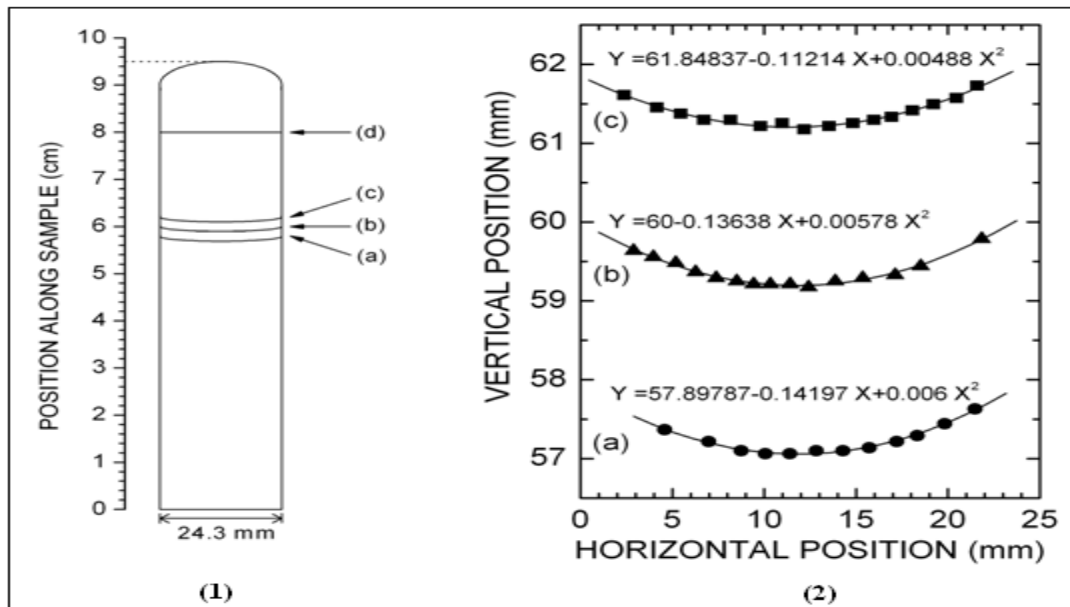 POSITION ALONG SAMPLE (cm)
10
9
8
7
6
5
4
3
2
1
0
(d)
(c)
(b)
(a)
24.3 mm
(1)
VERTICAL POSITION (mm)
62
61
60
59
58
57
Y =61.84837-0.11214 X+0.00488 X²
(c)
Y =60-0.13638 X+0.00578 X²
(b)
Y =57.89787-0.14197 X+0.006 X²
(a)
0 5 10 15 20 25
HORIZONTAL POSITION (mm)
(2)